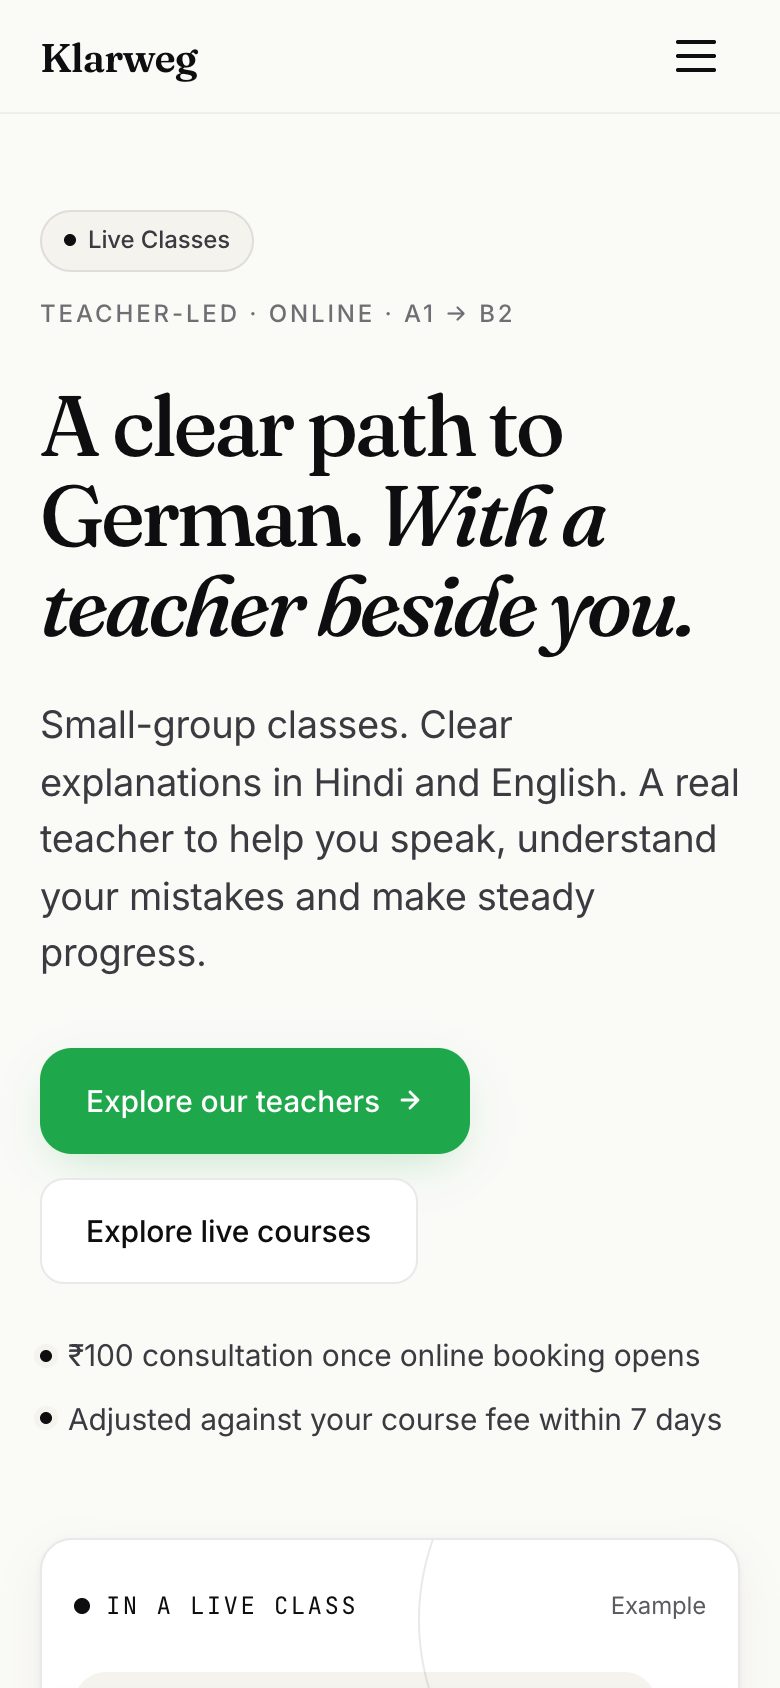 Klarweg
Live Classes
TEACHER-LED · ONLINE · A1 → B2
A clear path to
German. With a
teacher beside you.
Small-group classes. Clear
explanations in Hindi and English. A real
teacher to help you speak, understand
your mistakes and make steady
progress.
Explore our teachers →
Explore live courses
₹100 consultation once online booking opens
Adjusted against your course fee within 7 days
IN A LIVE CLASS
Example